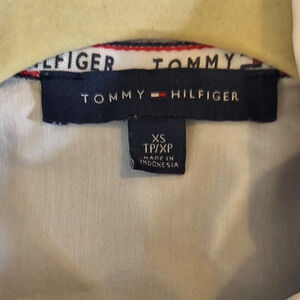 HILFIGER TOMMY
TOMMY HILFIGER
XS
TP/XP
MADE IN
INDONESIA